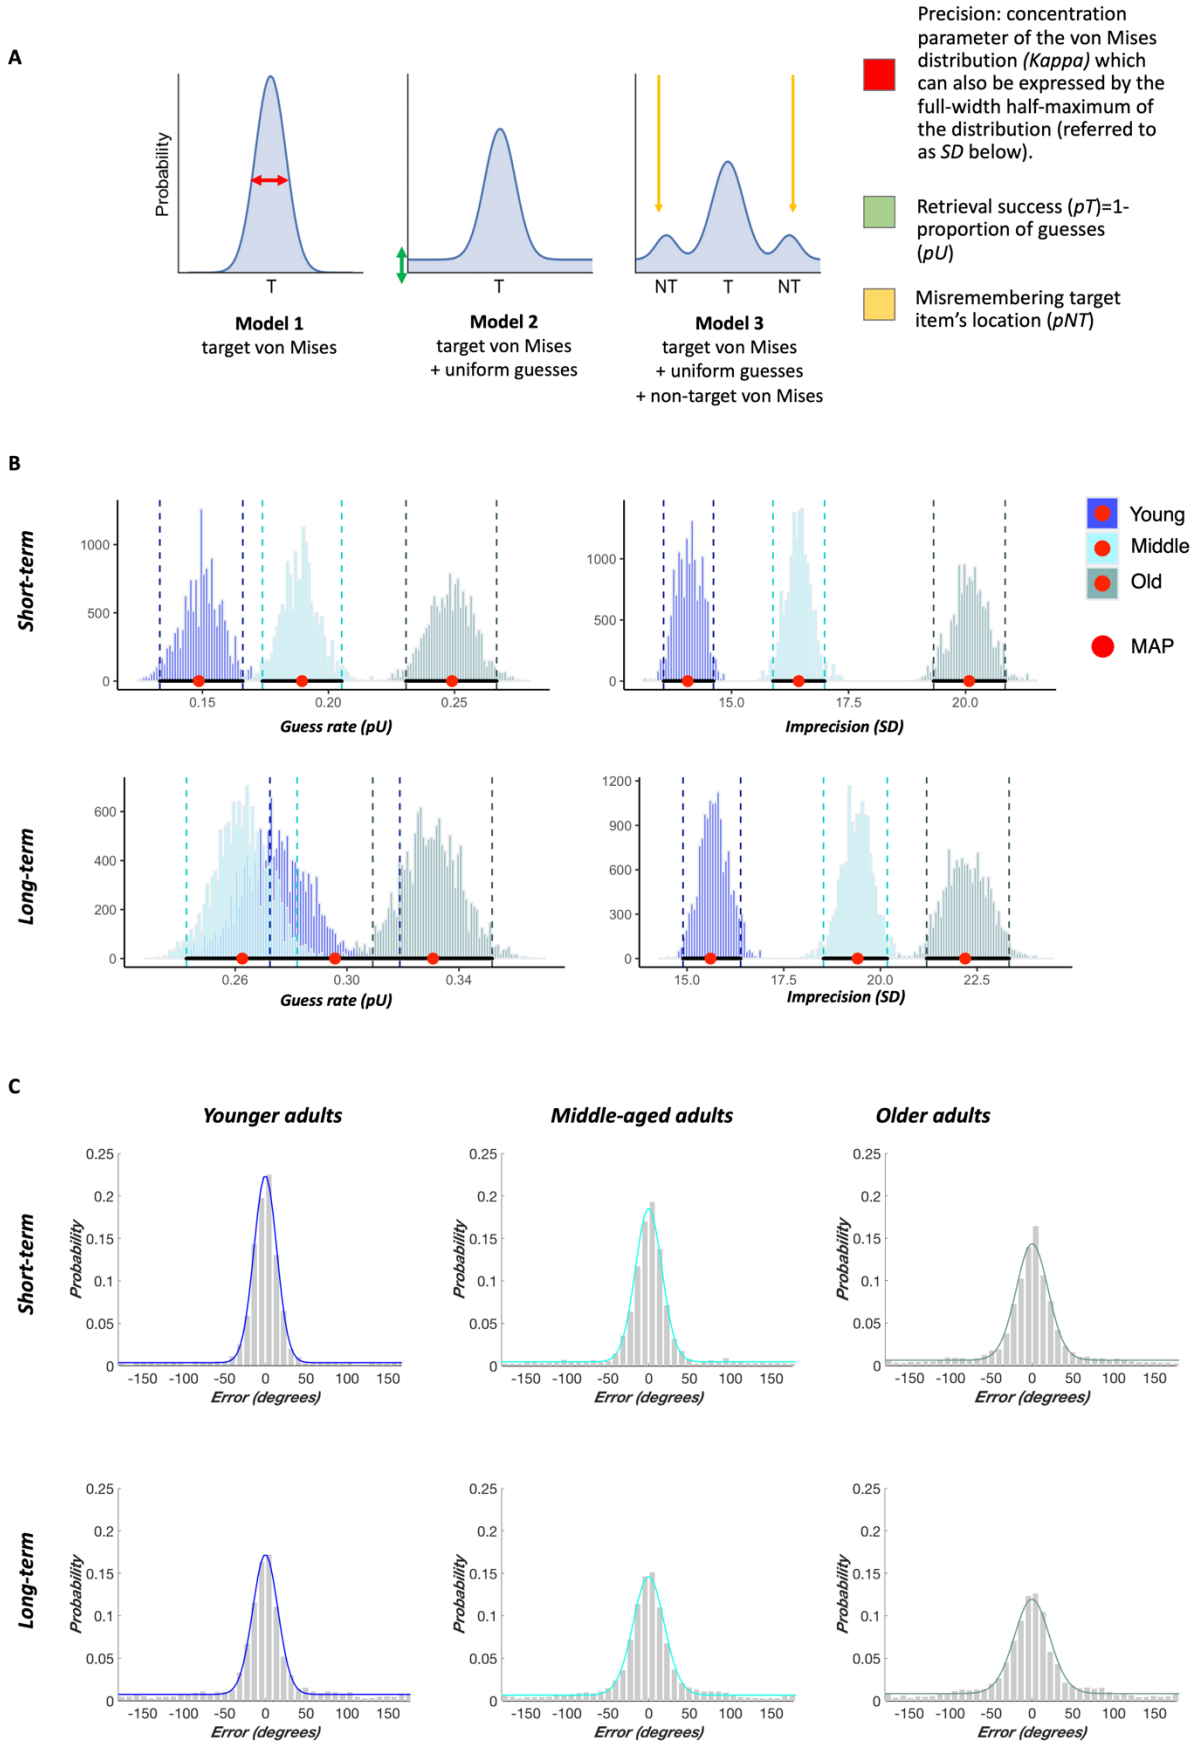 A
Probability
T
Model 1
target von Mises
T
Model 2
target von Mises
+ uniform guesses
NT T NT
Model 3
target von Mises
+ uniform guesses
+ non-target von Mises
Precision: concentration
parameter of the von Mises
distribution (Kappa) which
can also be expressed by the
full-width half-maximum of
the distribution (referred to
as SD below).
Retrieval success (pT)=1-
proportion of guesses
(pU)
Misremembering target
item's location (pNT)
B
Short-term
1000
500
0
0.15 0.20 0.25
Guess rate (pU)
1000
500
0
15.0 17.5 20.0
Imprecision (SD)
Young
Middle
Old
MAP
Long-term
600
400
200
0
0.26 0.30 0.34
Guess rate (pU)
1200
900
600
300
0
15.0 17.5 20.0 22.5
Imprecision (SD)
C
Younger adults
Middle-aged adults
Older adults
Short-term
Probability
0.25
0.2
0.15
0.1
0.05
0
-150 -100 -50 0 50 100 150
Error (degrees)
Probability
0.25
0.2
0.15
0.1
0.05
0
-150 -100 -50 0 50 100 150
Error (degrees)
Probability
0.25
0.2
0.15
0.1
0.05
0
-150 -100 -50 0 50 100 150
Error (degrees)
Long-term
Probability
0.25
0.2
0.15
0.1
0.05
0
-150 -100 -50 0 50 100 150
Error (degrees)
Probability
0.25
0.2
0.15
0.1
0.05
0
-150 -100 -50 0 50 100 150
Error (degrees)
Probability
0.25
0.2
0.15
0.1
0.05
0
-150 -100 -50 0 50 100 150
Error (degrees)